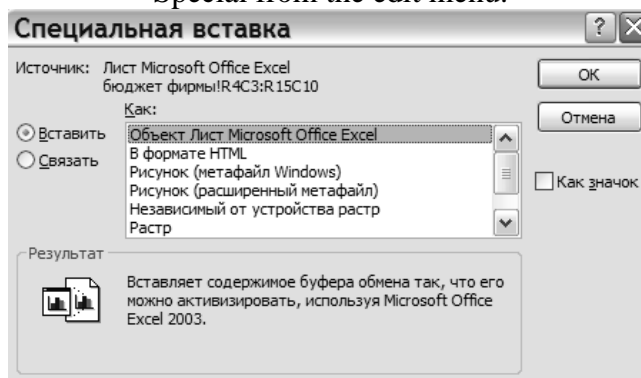 Special from the edit menu.
Специальная вставка
Источник: Лист Microsoft Office Excel
бюджет фирмы!R4C3:R15C10
Как:
Вставить
Связать
Объект Лист Microsoft Office Excel
В формате HTML
Рисунок (метафайл Windows)
Рисунок (расширенный метафайл)
Независимый от устройства растр
Растр
ОК
Отмена
Как значок
Результат
Вставляет содержимое буфера обмена так, что его
можно активизировать, используя Microsoft Office
Excel 2003.